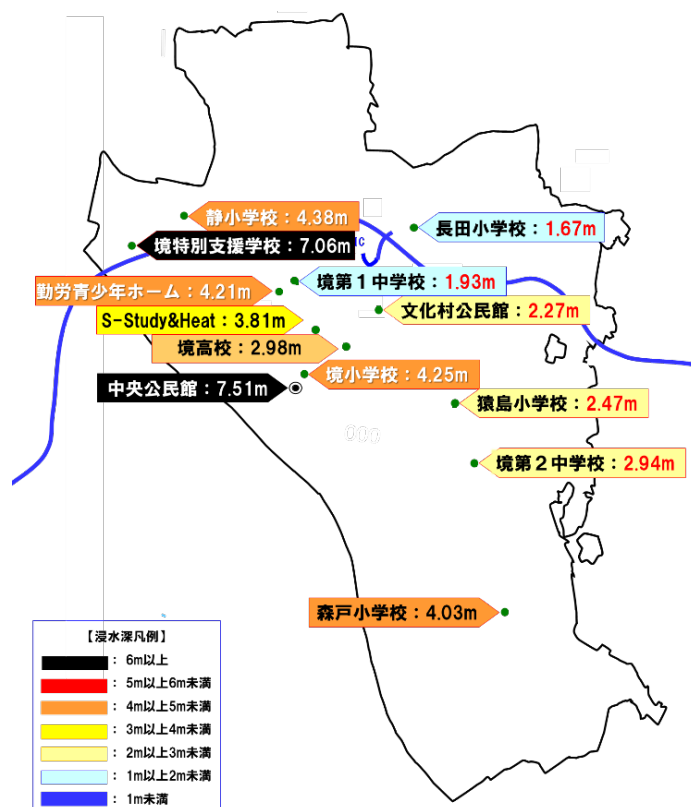 静小学校：4.38m
長田小学校：1.67m
境特別支援学校：7.06m
IC
境第１中学校：1.93m
勤労青少年ホーム：4.21m
文化村公民館：2.27m
S-Study&Heat：3.81m
境高校：2.98m
境小学校：4.25m
中央公民館：7.51m
猿島小学校：2.47m
境第２中学校：2.94m
森戸小学校：4.03m
【浸水深凡例】
：6m以上
：5m以上6m未満
：4m以上5m未満
：3m以上4m未満
：2m以上3m未満
：1m以上2m未満
：1m未満